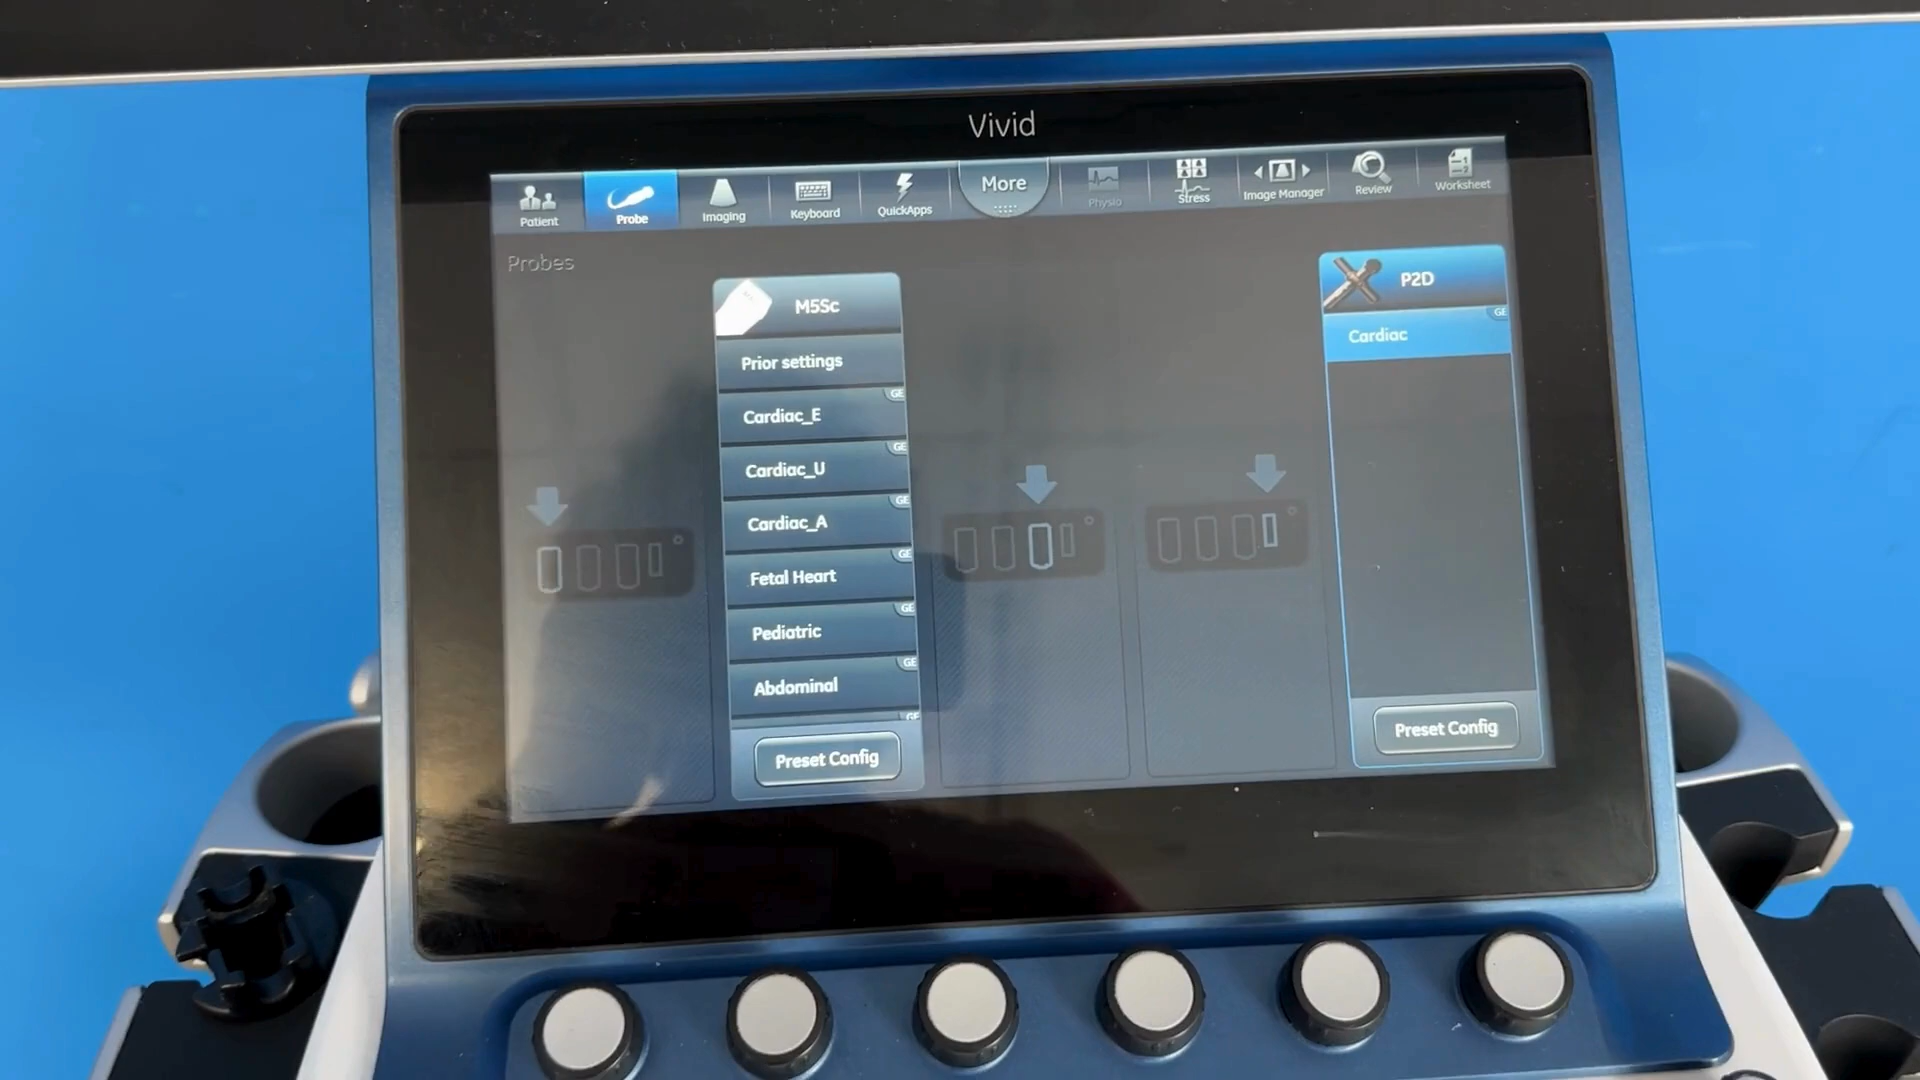 Vivid
Patient
Probe
Imaging
Keyboard
QuickApps
More
Physio
Stress
Image Manager
Review
Worksheet
Probes
M5Sc
Prior settings
GE
Cardiac_E
GE
Cardiac_U
GE
Cardiac_A
GE
Fetal Heart
GE
Pediatric
GE
Abdominal
GE
Preset Config
P2D
GE
Cardiac
Preset Config